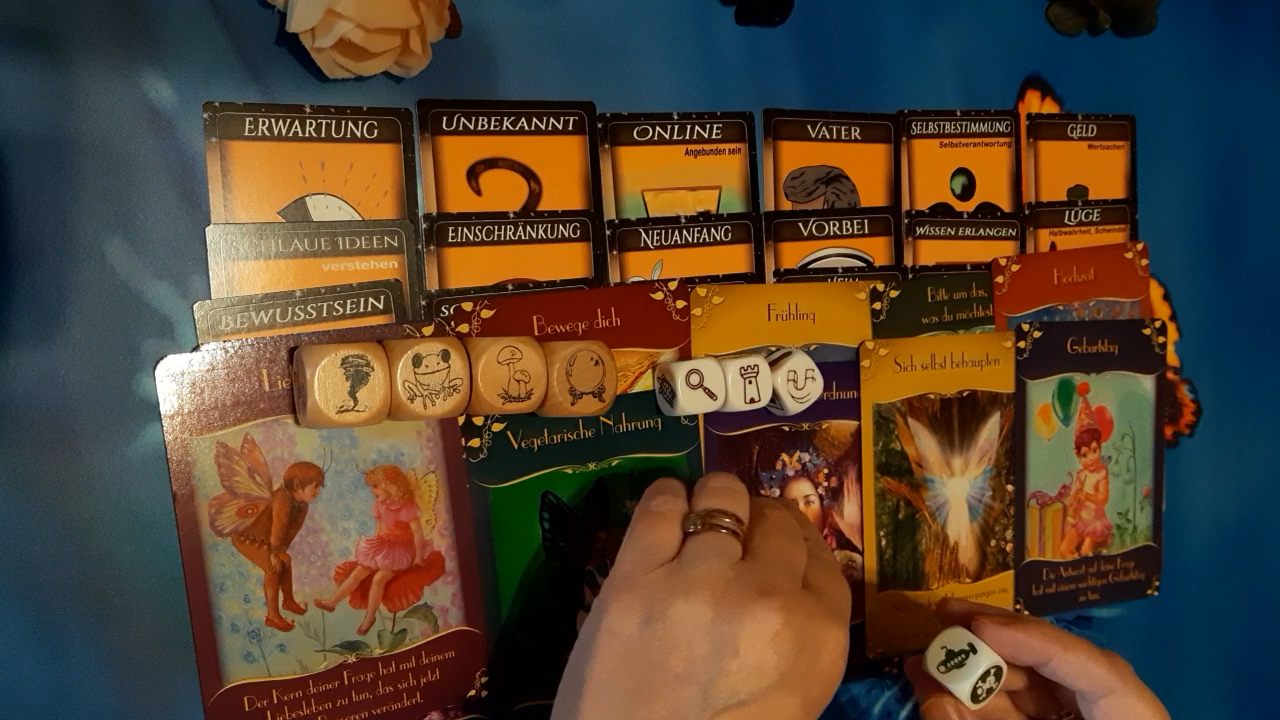 ERWARTUNG
UNBEKANNT
ONLINE
Angebunden sein
VATER
SELBSTBESTIMMUNG
Selbstverantwortung
GELD
Wertsachen
SCHLAUE IDEEN
verstehen
EINSCHRÄNKUNG
NEUANFANG
VORBEI
WISSEN ERLANGEN
LÜGE
Halbwahrheit, Schwindel
BEWUSSTSEIN
Bewege dich
Frühling
Bitte um das,
was du möchtest
Hochzeit
Vegetarische Nahrung
Sich selbst behaupten
Geburtstag
Der Kern deiner Frage hat mit deinem
Liebesleben zu tun, das sich jetzt
verändert.
Die Antwort auf deine Frage
hat mit einem wichtigen Geburtstag
zu tun.